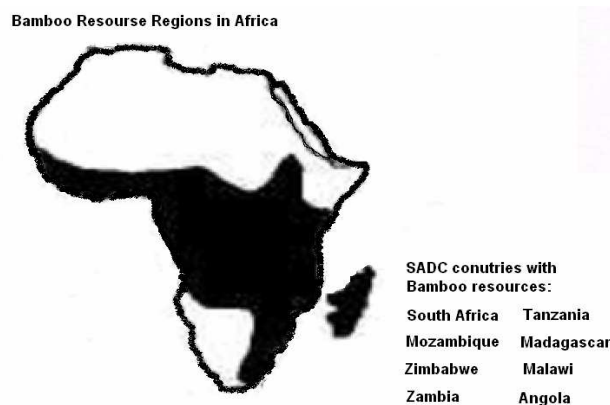 Bamboo Resourse Regions in Africa
SADC conutries with
Bamboo resources:
South Africa Tanzania
Mozambique Madagascar
Zimbabwe Malawi
Zambia Angola